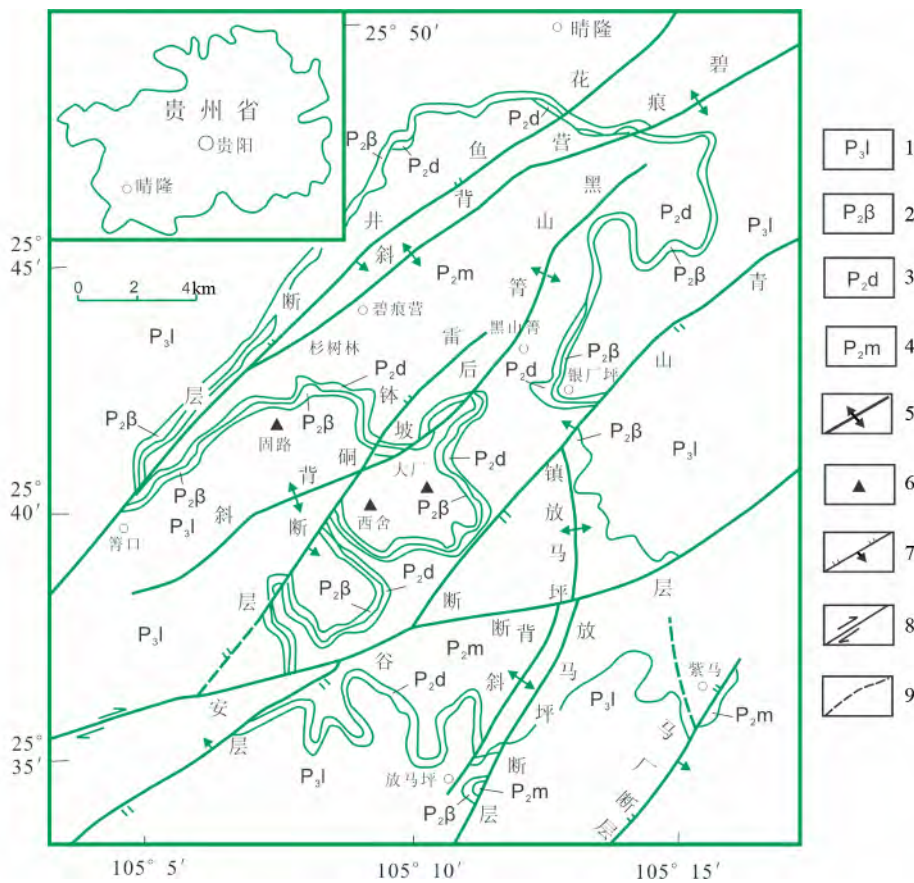 贵州省
贵阳
晴隆
25° 50′
晴隆
花
碧
痕
P₂d
P₂β
鱼
营
P₂d
背
黑
P₂d
山
P₃l
井
斜
P₂m
P₂β
25°
45′
青
0 2 4km
断
箐
碧痕营
黑山箐
P₃l
杉树林
雷
P₂β
山
P₂d
后
P₂d
银厂坪
层
钵
P₂β
P₂β
坡
P₂β
固路
P₃l
大厂
P₂d
背
硐
25°
40′
P₂β
镇
斜
西舍
P₂β
放
箐口
P₃l
断
马
P₂d
层
P₂β
断
坪
层
P₃l
断
背
放
谷
P₂m
马
紫马
P₂d
斜
P₃l
安
坪
马
P₂m
25°
35′
层
厂
P₃l
放马坪
断
断
P₂m
P₂β
层
层
105° 5′
105° 10′
105° 15′
P₃l 1
P₂β 2
P₂d 3
P₂m 4
5
6
7
8
9